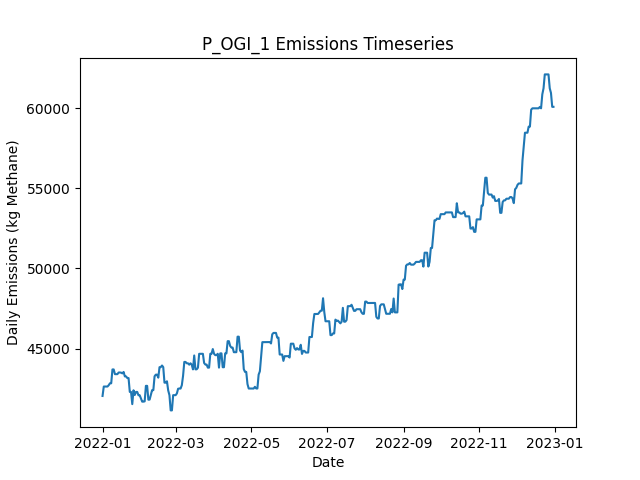 P_OGI_1 Emissions Timeseries
Daily Emissions (kg Methane)
60000
55000
50000
45000
2022-01 2022-03 2022-05 2022-07 2022-09 2022-11 2023-01
Date